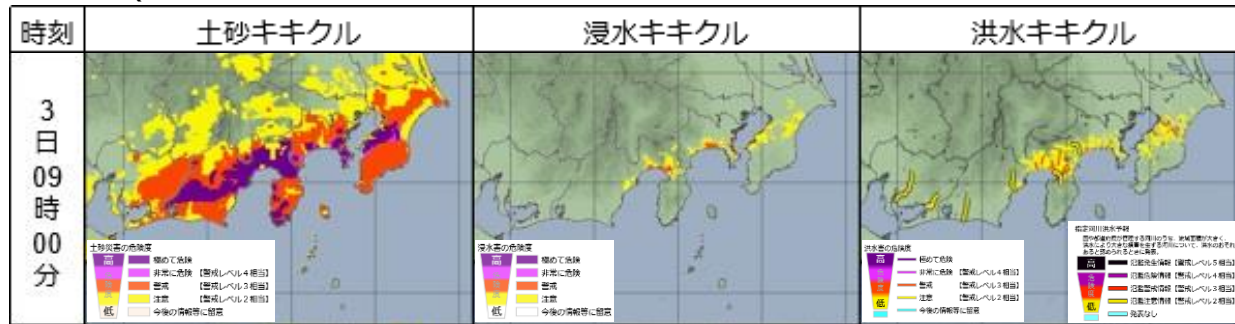 時刻
土砂キキクル
浸水キキクル
洪水キキクル
3日09時00分
土砂災害の危険度
高
極めて危険
非常に危険 【警戒レベル4相当】
警戒 【警戒レベル3相当】
注意 【警戒レベル2相当】
低
今後の情報等に留意
浸水害の危険度
高
極めて危険
非常に危険
警戒
注意
低
今後の情報等に留意
洪水害の危険度
高
極めて危険
非常に危険 【警戒レベル4相当】
警戒 【警戒レベル3相当】
注意 【警戒レベル2相当】
低
今後の情報等に留意
指定河川洪水予報
高
氾濫発生情報【警戒レベル5相当】
氾濫危険情報【警戒レベル4相当】
氾濫警戒情報【警戒レベル3相当】
氾濫注意情報【警戒レベル2相当】
低
発表なし